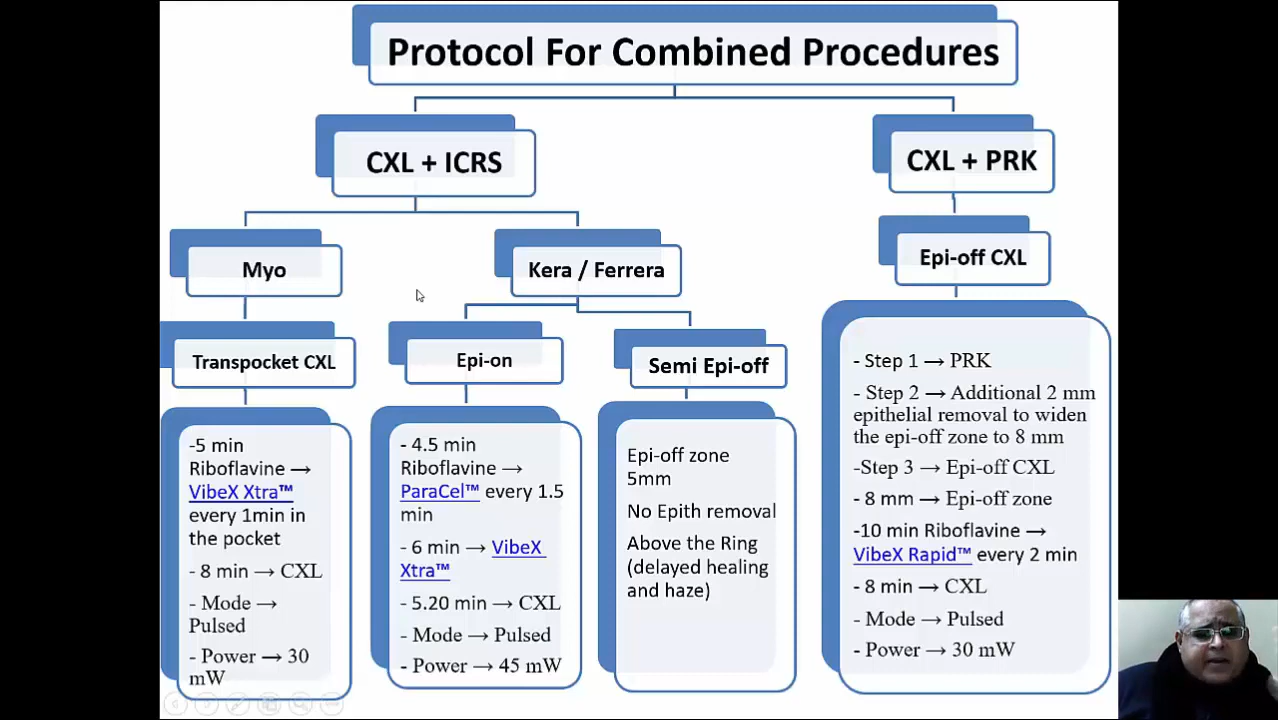 Protocol For Combined Procedures
CXL + ICRS
CXL + PRK
Myo
Kera / Ferrera
Epi-off CXL
Transpocket CXL
Epi-on
Semi Epi-off
-5 min
Riboflavine →
VibeX Xtra™
every 1min in
the pocket
- 8 min → CXL
- Mode →
Pulsed
- Power → 30
mW
- 4.5 min
Riboflavine →
ParaCel™ every 1.5
min
- 6 min → VibeX
Xtra™
- 5.20 min → CXL
- Mode → Pulsed
- Power → 45 mW
Epi-off zone
5mm
No Epith removal
Above the Ring
(delayed healing
and haze)
- Step 1 → PRK
- Step 2 → Additional 2 mm
epithelial removal to widen
the epi-off zone to 8 mm
-Step 3 → Epi-off CXL
- 8 mm → Epi-off zone
-10 min Riboflavine →
VibeX Rapid™ every 2 min
- 8 min → CXL
- Mode → Pulsed
- Power → 30 mW